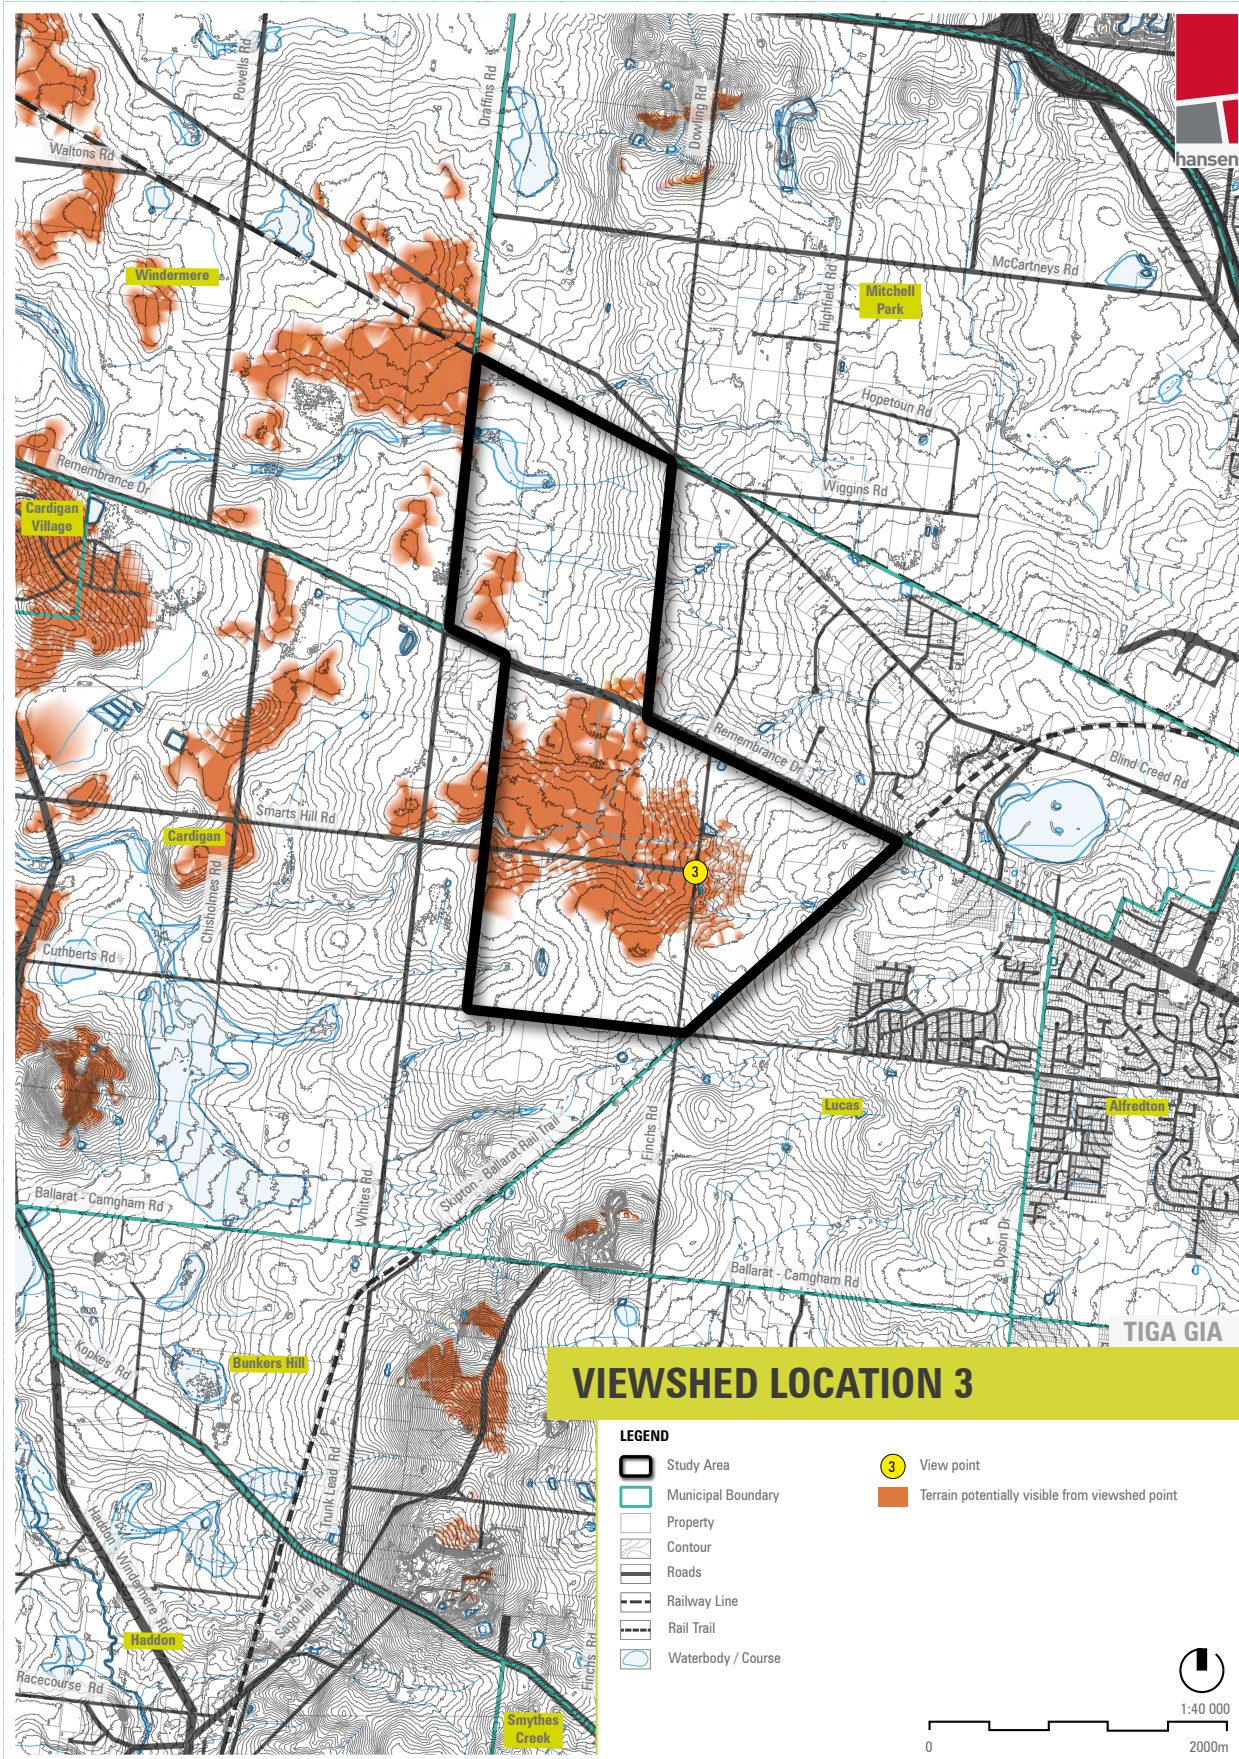 Powells Rd
Draffins Rd
Dowling Rd
hansen
Waltons Rd
Windermere
McCartneys Rd
Highfield Rd
Mitchell
Park
Hopetoun Rd
Remembrance Dr
Wiggins Rd
Cardigan
Village
Remembrance Dr
Blind Creed Rd
Smarts Hill Rd
Cardigan
3
Chisholmes Rd
Cuthberts Rd
Lucas
Alfredton
Finchs Rd
Skipton - Ballarat Rail Trail
Whites Rd
Ballarat - Camgham Rd
Dyson Dr
Ballarat - Camgham Rd
TIGA GIA
Kopkes Rd
Bunkers Hill
VIEWSHED LOCATION 3
LEGEND
Study Area
Municipal Boundary
Property
Contour
Roads
Railway Line
Rail Trail
Waterbody / Course
3 View point
Terrain potentially visible from viewshed point
Trunk Lead Rd
Haddon - Windermere Rd
Sago Hill Rd
Haddon
Finchs Rd
Racecourse Rd
Smythes
Creek
1:40 000
0 2000m